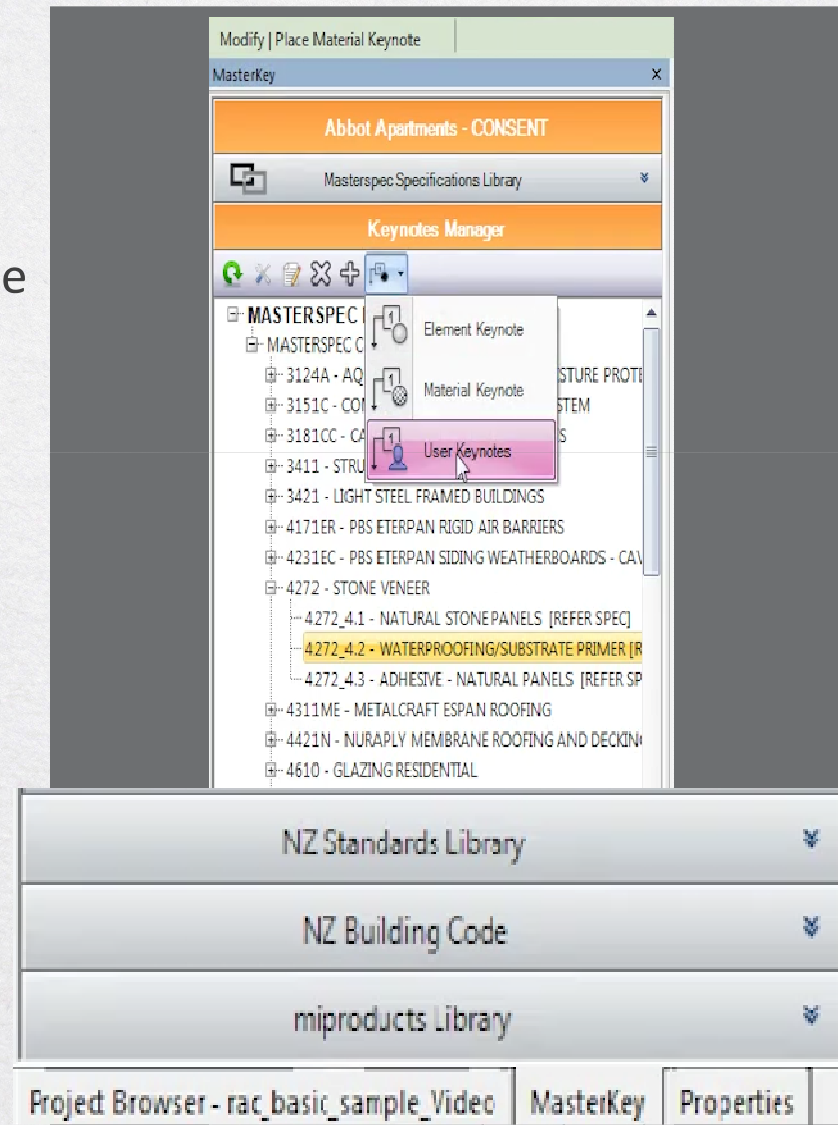 Modify | Place Material Keynote
MasterKey
Abbot Apartments - CONSENT
Masterspec Specifications Library
Keynotes Manager
e
MASTERSPEC
Element Keynote
MASTERSPEC C
3124A - AQ STURE PROTE
Material Keynote
3151C - CO STEM
3181CC - CA S
User Keynotes
3411 - STRU
3421 - LIGHT STEEL FRAMED BUILDINGS
4171ER - PBS ETERPAN RIGID AIR BARRIERS
4231EC - PBS ETERPAN SIDING WEATHERBOARDS - CAV
4272 - STONE VENEER
4272_4.1 - NATURAL STONE PANELS [REFER SPEC]
4272_4.2 - WATERPROOFING/SUBSTRATE PRIMER [R
4272_4.3 - ADHESIVE - NATURAL PANELS [REFER SP
4311ME - METALCRAFT ESPAN ROOFING
4421N - NURAPLY MEMBRANE ROOFING AND DECKIN
4610 - GLAZING RESIDENTIAL
NZ Standards Library
NZ Building Code
miproducts Library
Project Browser - rac_basic_sample_Video
MasterKey
Properties